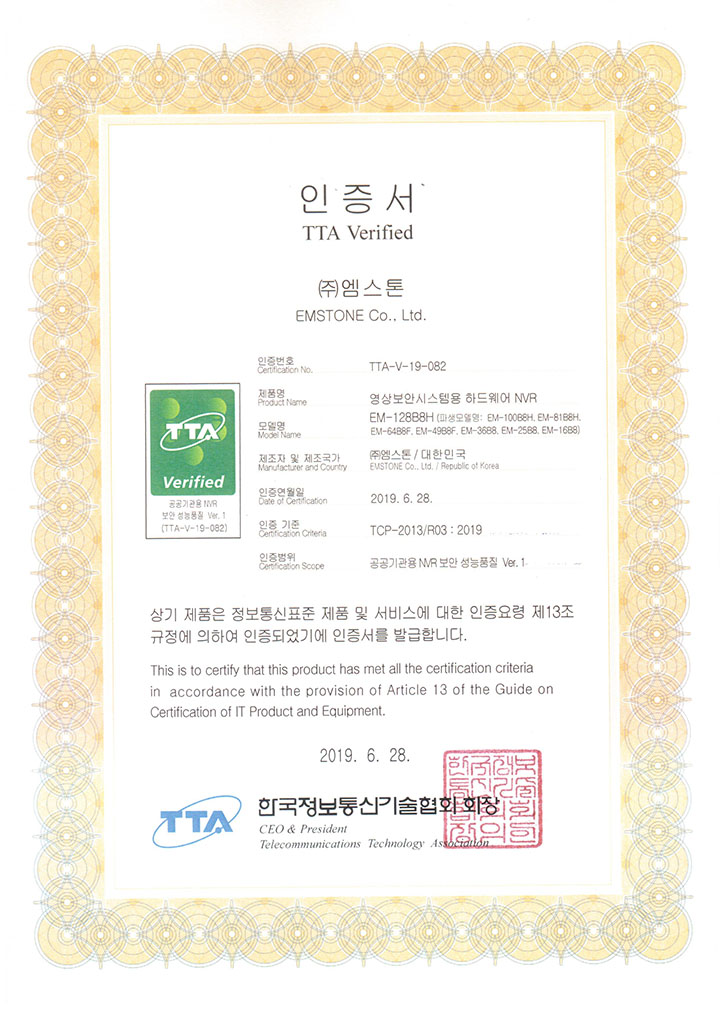 인증서
TTA Verified
㈜엠스톤
EMSTONE Co., Ltd.
인증번호
Certification No.
TTA-V-19-082
제품명
Product Name
영상보안시스템용 하드웨어 NVR
모델명
Model Name
EM-128B8H (파생모델명: EM-100B8H, EM-81B8H,
EM-64B8F, EM-49B8F, EM-36B8, EM-25B8, EM-16B8)
제조자 및 제조국가
Manufacturer and Country
㈜엠스톤 / 대한민국
EMSTONE Co., Ltd. / Republic of Korea
인증연월일
Date of Certification
2019. 6. 28.
인증 기준
Certification Criteria
TCP-2013/R03 : 2019
인증범위
Certification Scope
공공기관용 NVR 보안 성능품질 Ver. 1
TTA
Verified
공공기관용 NVR
보안 성능품질 Ver. 1
(TTA-V-19-082)
상기 제품은 정보통신표준 제품 및 서비스에 대한 인증요령 제13조
규정에 의하여 인증되었기에 인증서를 발급합니다.
This is to certify that this product has met all the certification criteria
in accordance with the provision of Article 13 of the Guide on
Certification of IT Product and Equipment.
2019. 6. 28.
TTA
한국정보통신기술협회 회장
CEO & President
Telecommunications Technology Association